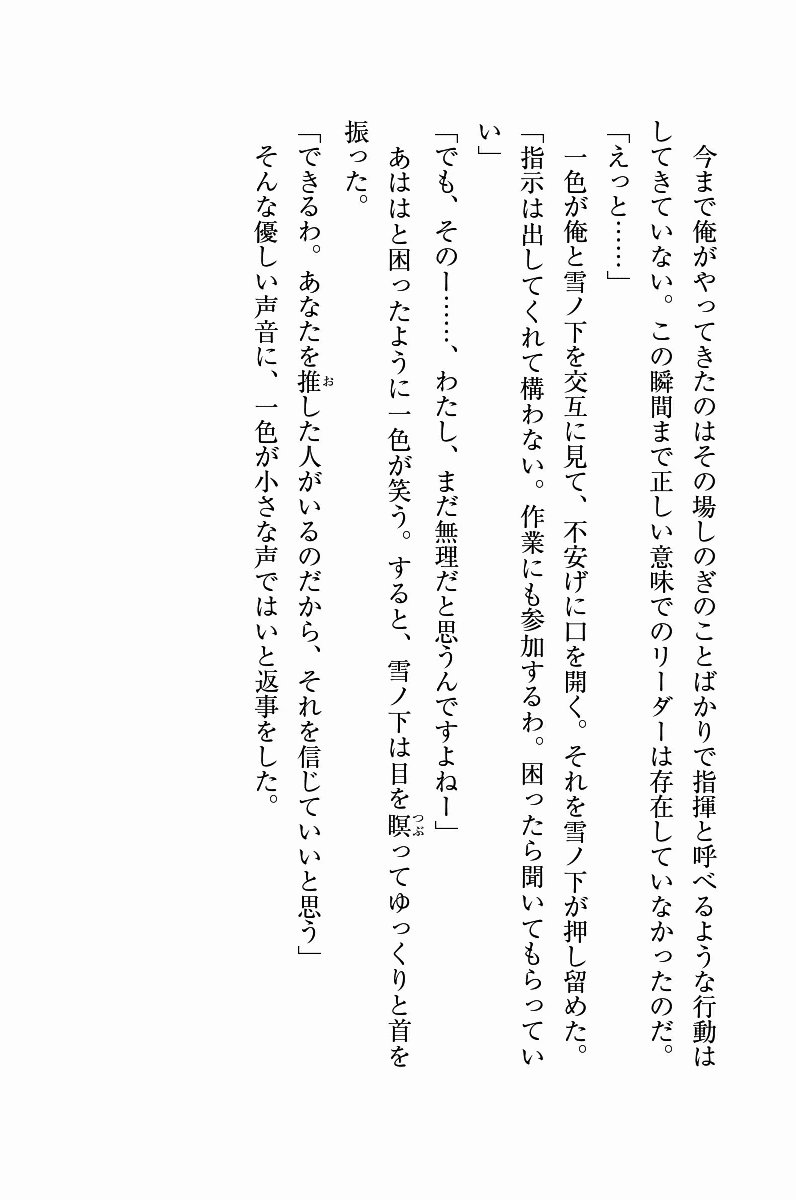 今まで俺がやってきたのはその場しのぎのことばかりで指揮と呼べるような行動は
してきていない。この瞬間まで正しい意味でのリーダーは存在していなかったのだ。
「えっと……」
一色が俺と雪ノ下を交互に見て、不安げに口を開く。それを雪ノ下が押し留めた。
「指示は出してくれて構わない。作業にも参加するわ。困ったら聞いてもらってい
い」
「でも、そのー……、わたし、まだ無理だと思うんですよねー」
あははと困ったように一色が笑う。すると、雪ノ下は目を瞑ってゆっくりと首を
振った。
「できるわ。あなたを推した人がいるのだから、それを信じていいと思う」
そんな優しい声音に、一色が小さな声ではいと返事をした。